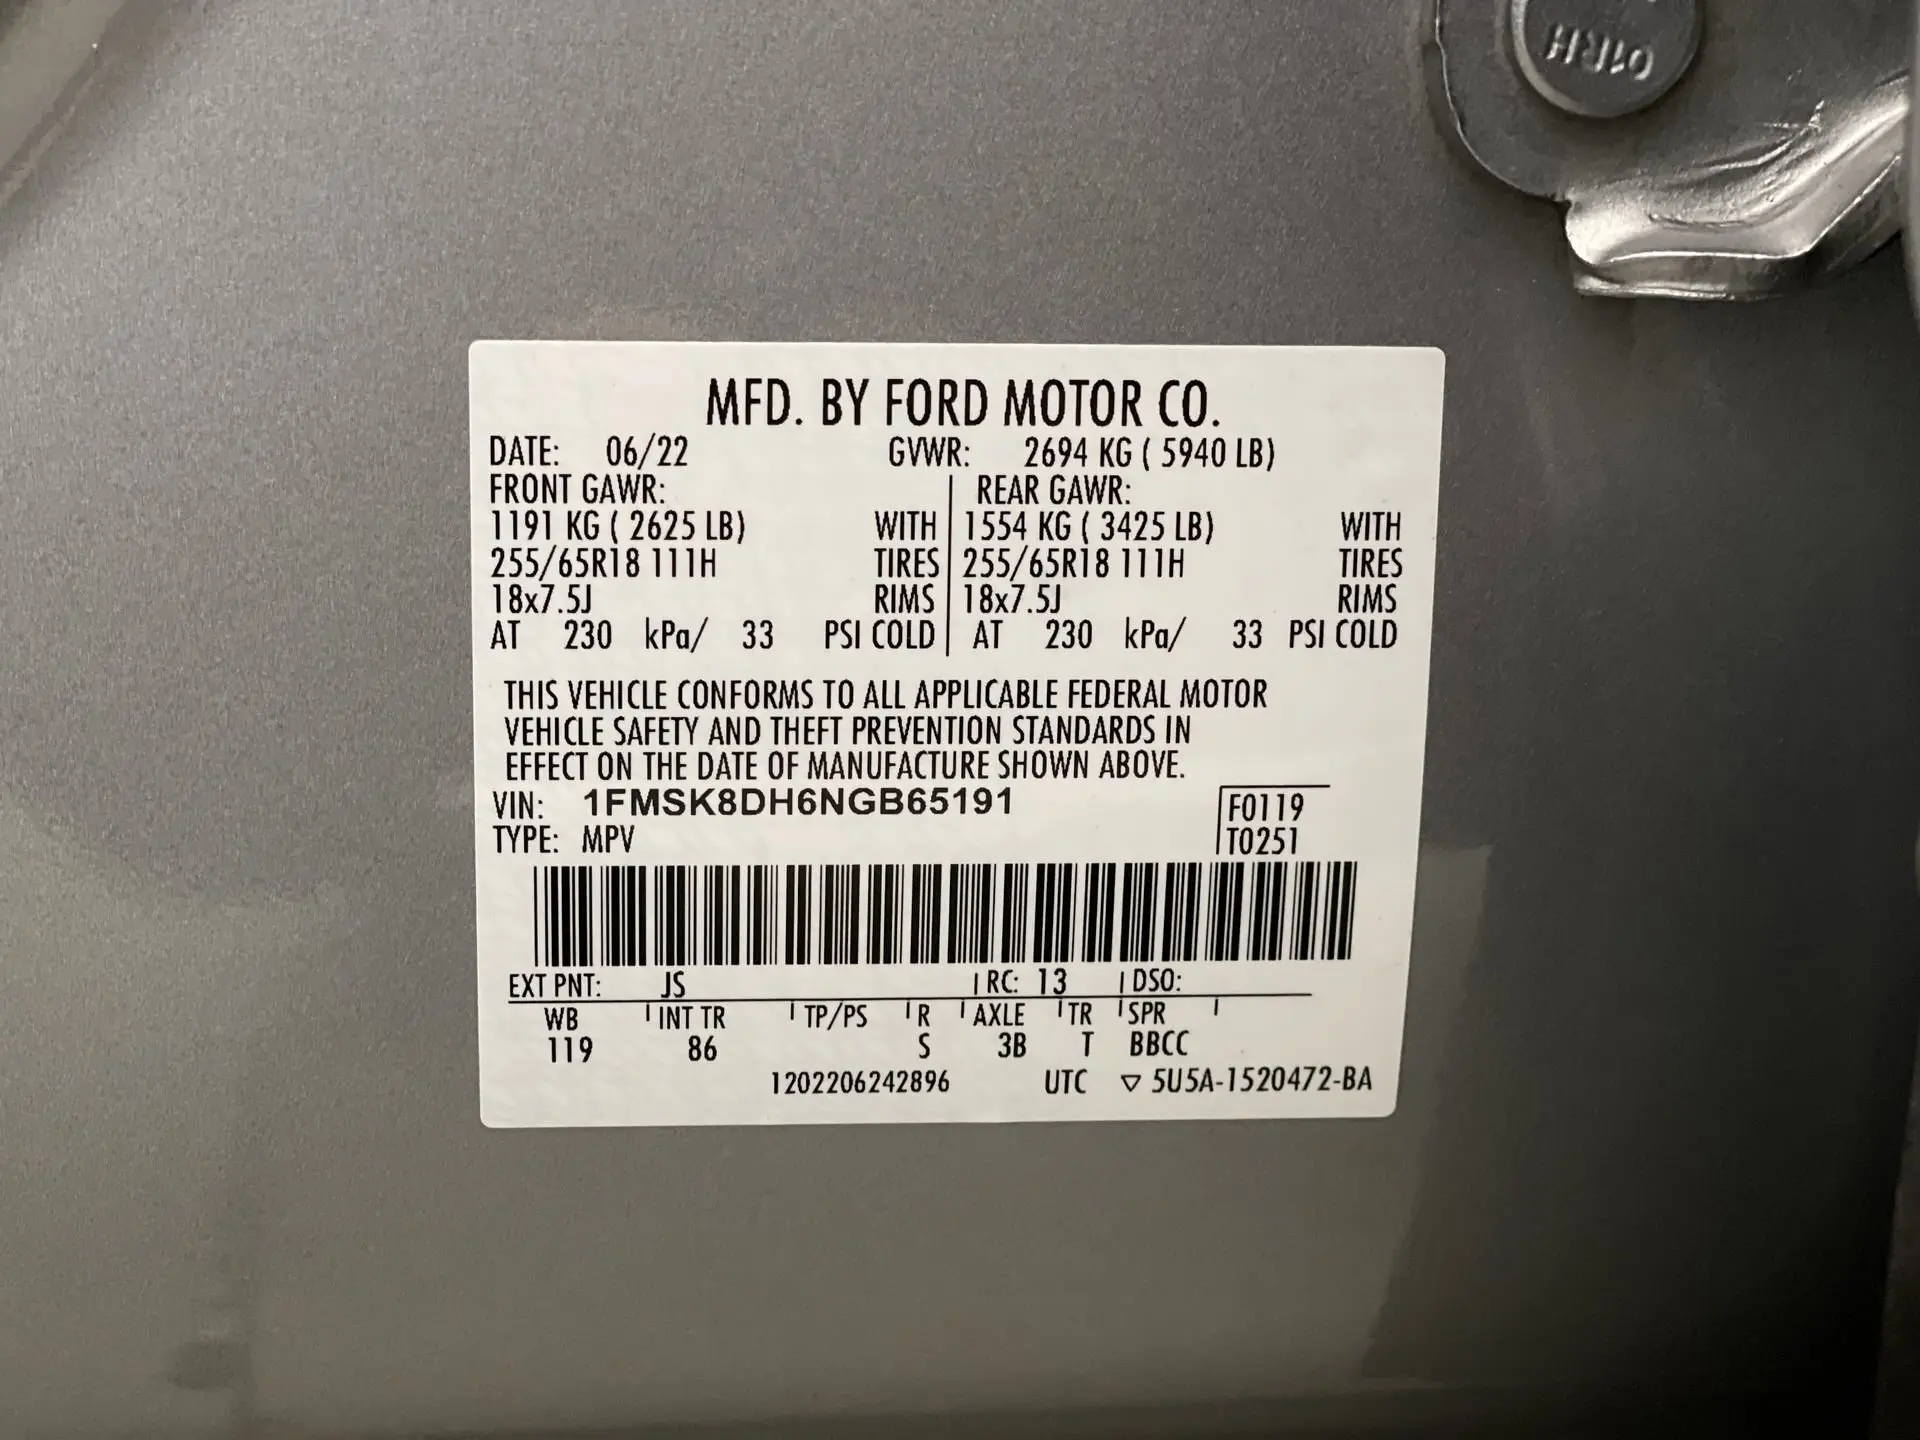 01RH
MFD. BY FORD MOTOR CO.
DATE: 06/22 GVWR: 2694 KG ( 5940 LB)
FRONT GAWR: REAR GAWR:
1191 KG ( 2625 LB) WITH 1554 KG ( 3425 LB) WITH
255/65R18 111H TIRES 255/65R18 111H TIRES
18x7.5J RIMS 18x7.5J RIMS
AT 230 kPa/ 33 PSI COLD AT 230 kPa/ 33 PSI COLD
THIS VEHICLE CONFORMS TO ALL APPLICABLE FEDERAL MOTOR
VEHICLE SAFETY AND THEFT PREVENTION STANDARDS IN
EFFECT ON THE DATE OF MANUFACTURE SHOWN ABOVE.
VIN: 1FMSK8DH6NGB65191 F0119
TYPE: MPV T0251
EXT PNT: JS RC: 13 DSO:
WB INT TR TP/PS R AXLE TR SPR
119 86 S 3B T BBCC
1202206242896 UTC ▽ 5U5A-1520472-BA